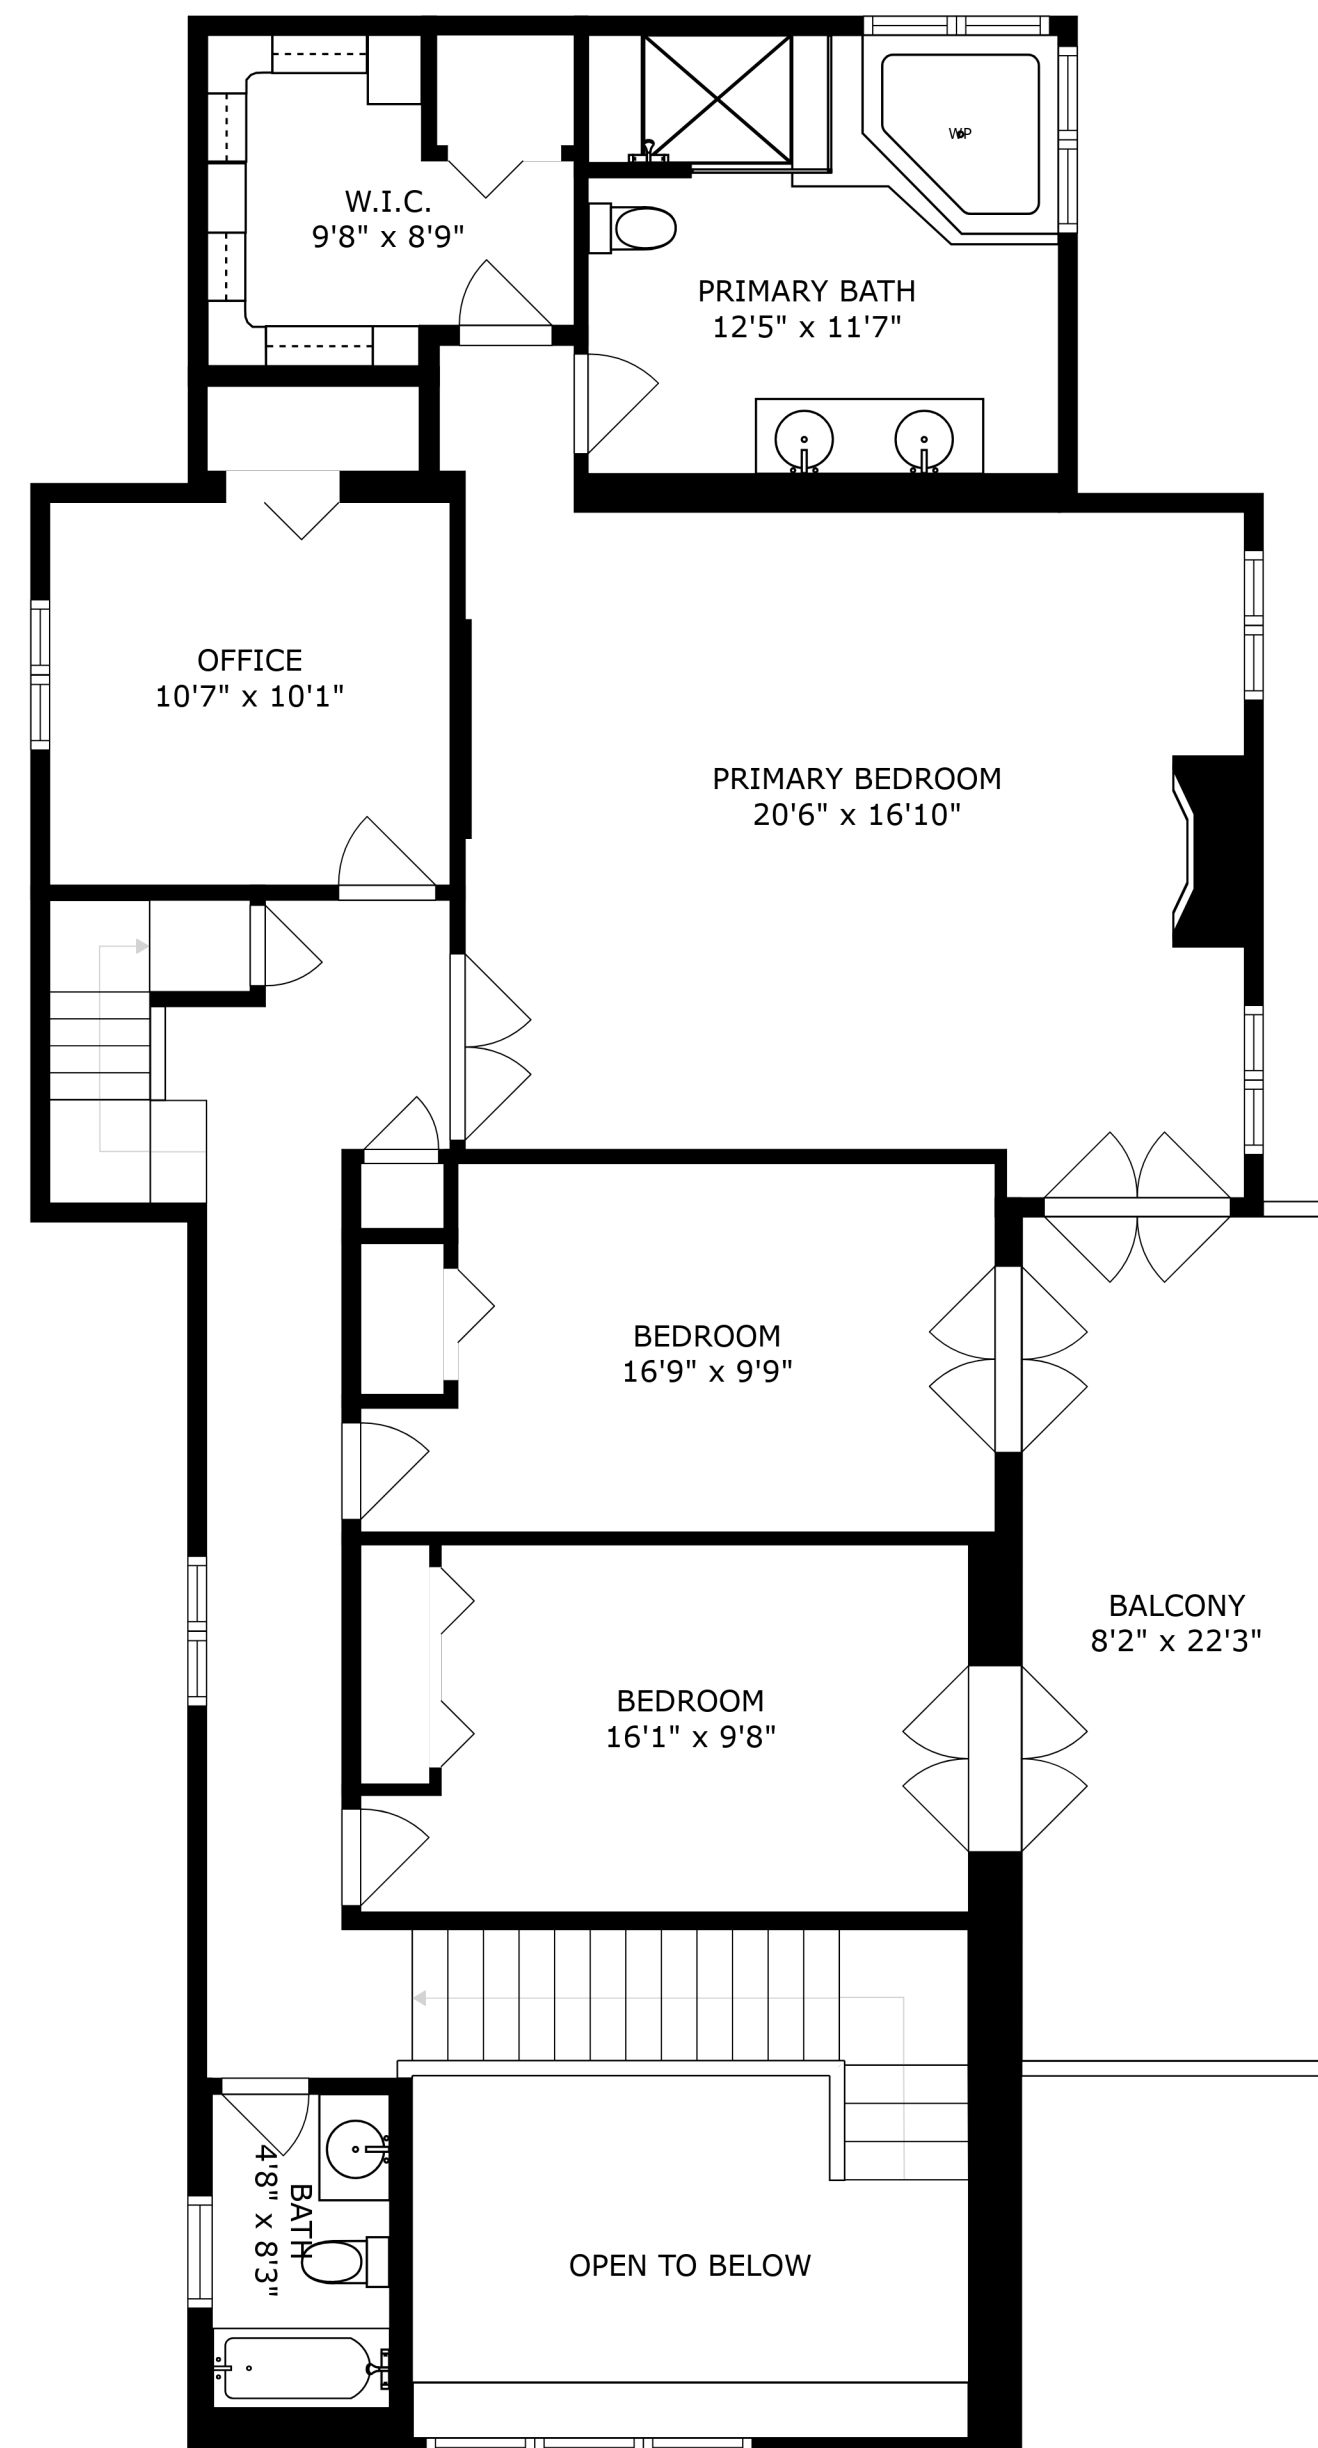 W.I.C.
9'8" x 8'9"
WP
PRIMARY BATH
12'5" x 11'7"
OFFICE
10'7" x 10'1"
PRIMARY BEDROOM
20'6" x 16'10"
BEDROOM
16'9" x 9'9"
BALCONY
8'2" x 22'3"
BEDROOM
16'1" x 9'8"
BATH
4'8" x 8'3"
OPEN TO BELOW